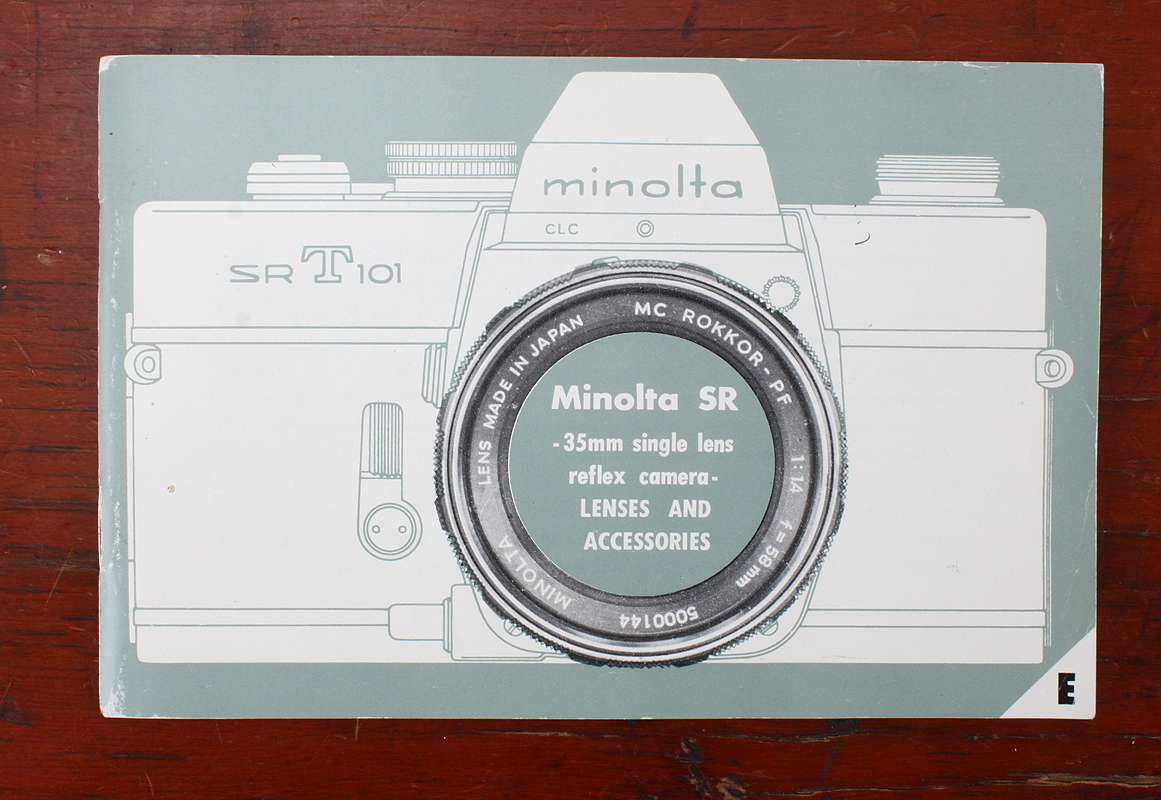 minolta
CLC
SR T 101
LENS MADE IN JAPAN
MC ROKKOR-PF 1:1.4 f=58mm
5000144
MINOLTA
Minolta SR
-35mm single lens
reflex camera-
LENSES AND
ACCESSORIES
E